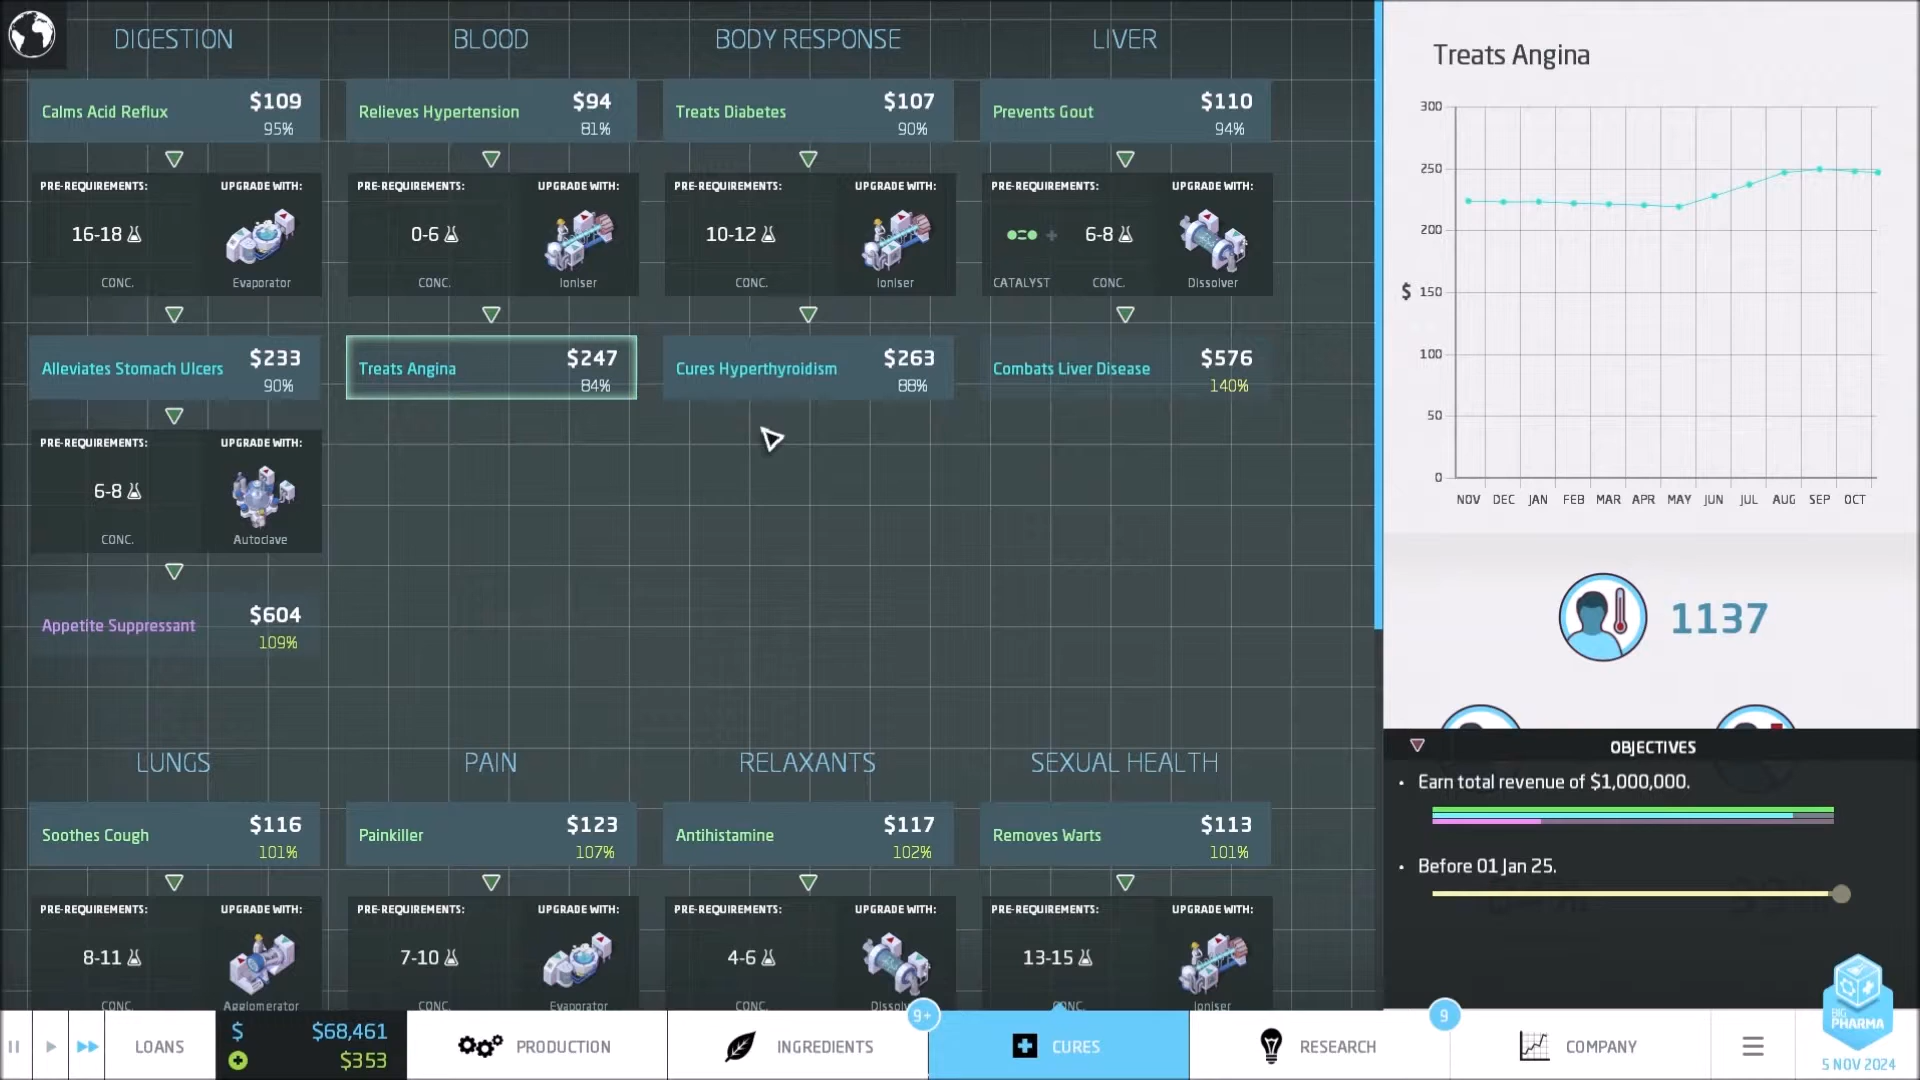 DIGESTION
BLOOD
BODY RESPONSE
LIVER
Calms Acid Reflux $109 95%
Relieves Hypertension $94 81%
Treats Diabetes $107 90%
Prevents Gout $110 94%
PRE-REQUIREMENTS: UPGRADE WITH:
16-18
CONC. Evaporator
PRE-REQUIREMENTS: UPGRADE WITH:
0-6
CONC. Ioniser
PRE-REQUIREMENTS: UPGRADE WITH:
10-12
CONC. Ioniser
PRE-REQUIREMENTS: UPGRADE WITH:
+ 6-8
CATALYST CONC. Dissolver
Alleviates Stomach Ulcers $233 90%
Treats Angina $247 84%
Cures Hyperthyroidism $263 88%
Combats Liver Disease $576 140%
PRE-REQUIREMENTS: UPGRADE WITH:
6-8
CONC. Autoclave
Appetite Suppressant $604 109%
LUNGS
PAIN
RELAXANTS
SEXUAL HEALTH
Soothes Cough $116 101%
Painkiller $123 107%
Antihistamine $117 102%
Removes Warts $113 101%
PRE-REQUIREMENTS: UPGRADE WITH:
8-11
CONC. Agglomerator
PRE-REQUIREMENTS: UPGRADE WITH:
7-10
CONC. Evaporator
PRE-REQUIREMENTS: UPGRADE WITH:
4-6
CONC.
PRE-REQUIREMENTS: UPGRADE WITH:
13-15
CONC. Ioniser
Treats Angina
300
250
200
$ 150
100
50
0
NOV DEC JAN FEB MAR APR MAY JUN JUL AUG SEP OCT
1137
OBJECTIVES
• Earn total revenue of $1,000,000.
• Before 01 Jan 25.
LOANS
$ $68,461
$353
PRODUCTION
INGREDIENTS
9+
CURES
RESEARCH
9
COMPANY
BIG
PHARMA
5 NOV 2024